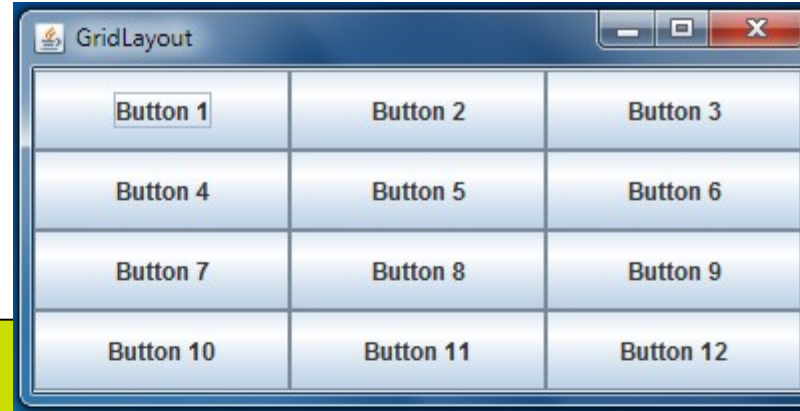 GridLayout
Button 1 Button 2 Button 3
Button 4 Button 5 Button 6
Button 7 Button 8 Button 9
Button 10 Button 11 Button 12